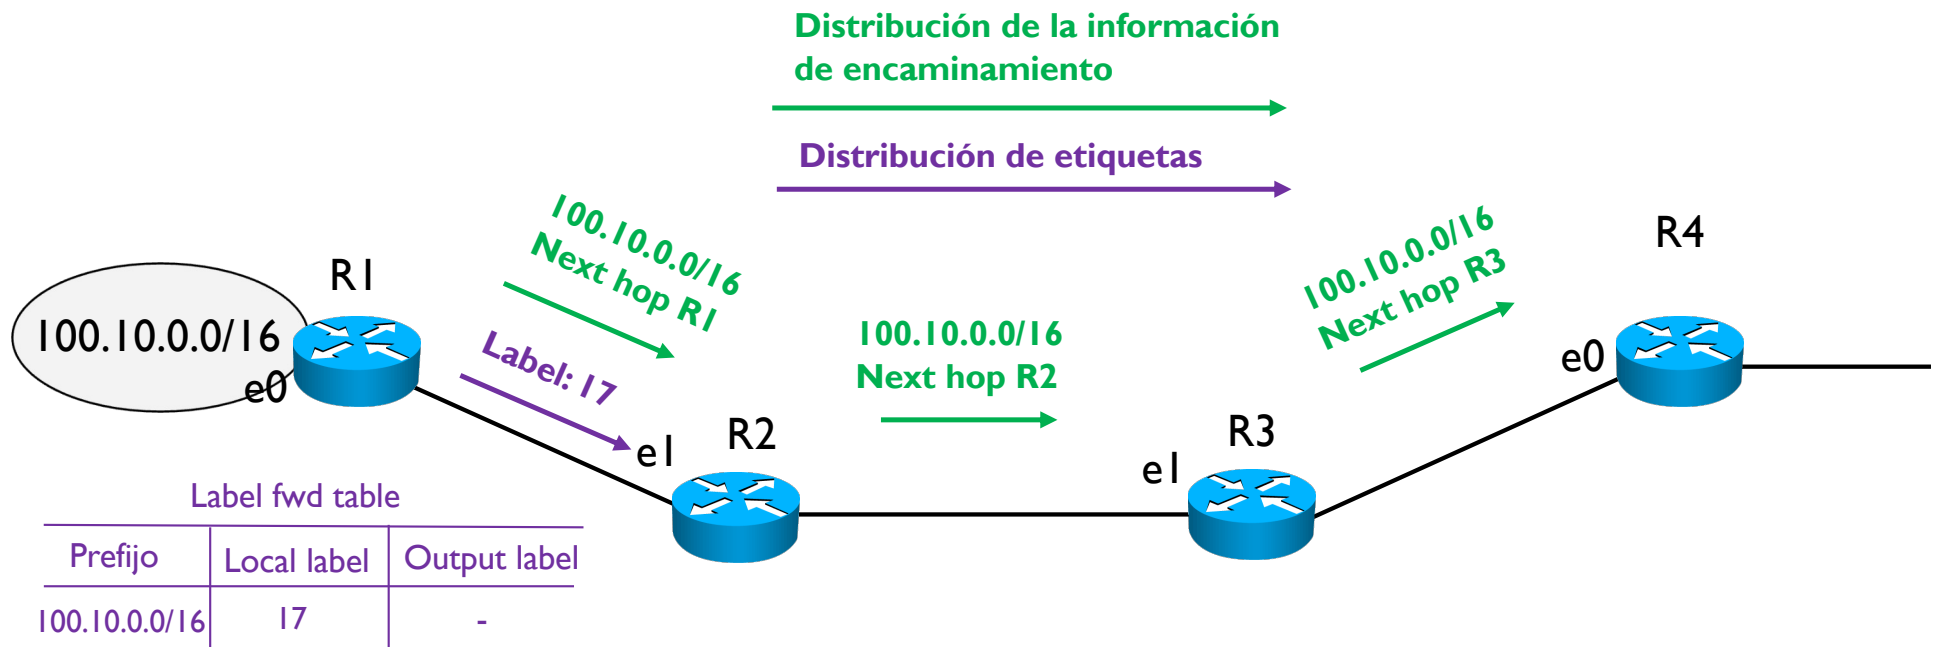 Distribución de la información
de encaminamiento
Distribución de etiquetas
100.10.0.0/16
Next hop R1
100.10.0.0/16
Next hop R3
R4
R1
100.10.0.0/16
e0
Label: 17
100.10.0.0/16
Next hop R2
e0
R2
e1
R3
e1
Label fwd table
Prefijo Local label Output label
100.10.0.0/16 17 -